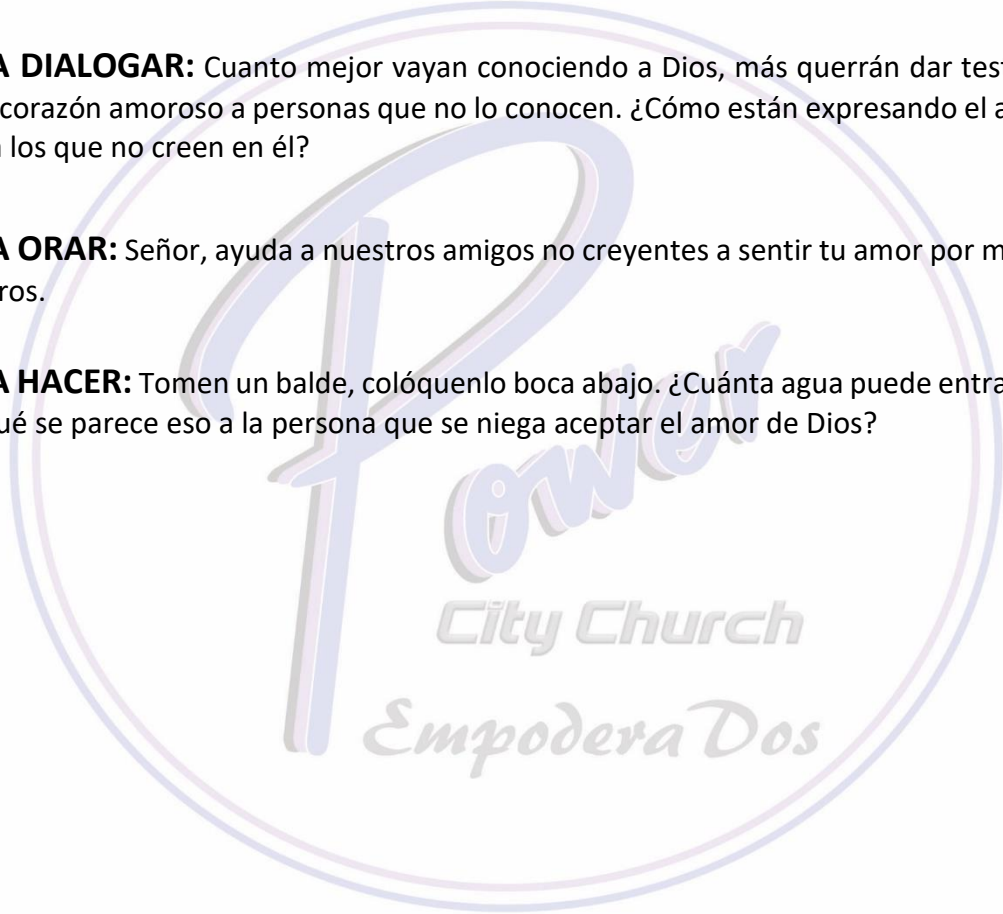 A DIALOGAR: Cuanto mejor vayan conociendo a Dios, más querrán dar test
corazón amoroso a personas que no lo conocen. ¿Cómo están expresando el a
los que no creen en él?
A ORAR: Señor, ayuda a nuestros amigos no creyentes a sentir tu amor por m
ros.
A HACER: Tomen un balde, colóquenlo boca abajo. ¿Cuánta agua puede entra
ué se parece eso a la persona que se niega aceptar el amor de Dios?
Power
City Church
EmpoderaDos